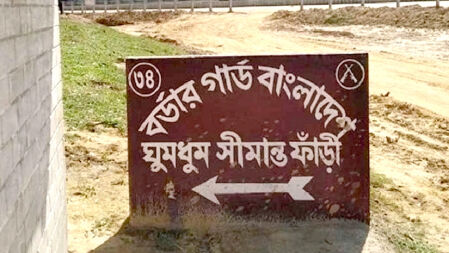 ৩৪
বর্ডার গার্ড বাংলাদেশ
ঘুমধুম সীমান্ত ফাঁড়ী